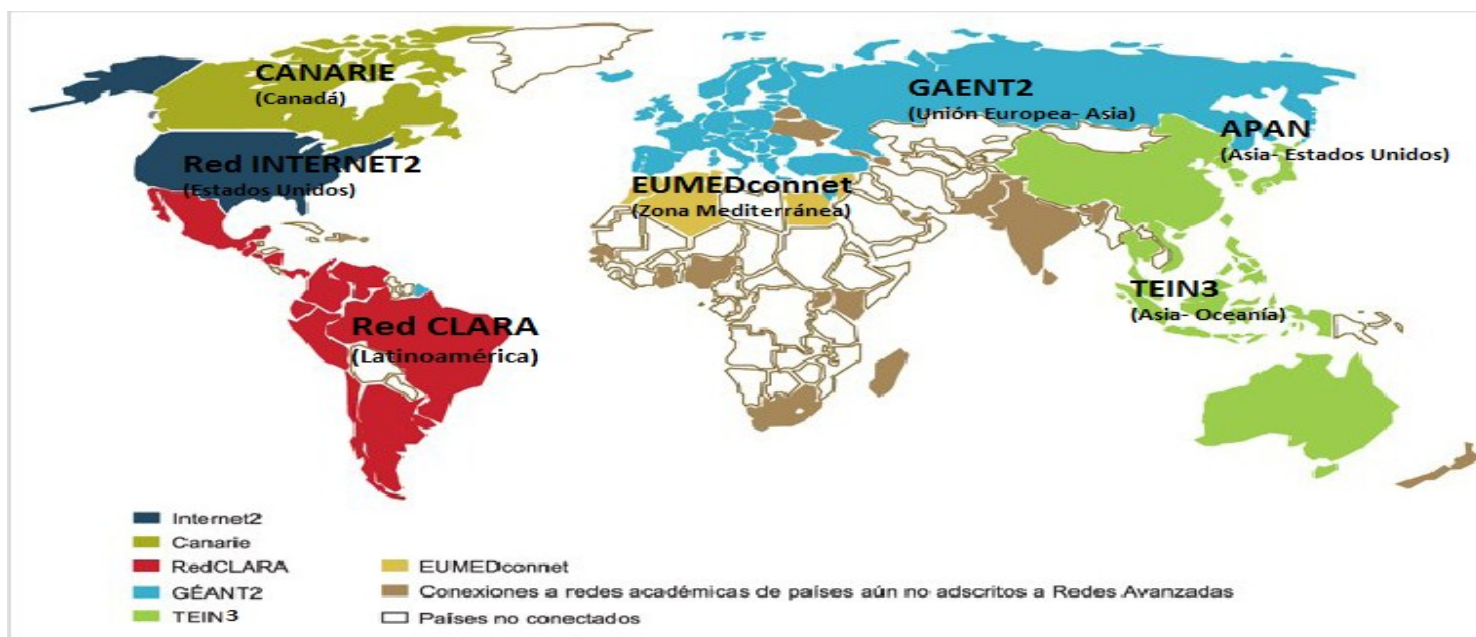 CANARIE
(Canadá)
GAENT2
(Unión Europea- Asia)
APAN
(Asia- Estados Unidos)
Red INTERNET2
(Estados Unidos)
EUMEDconnet
(Zona Mediterránea)
TEIN3
(Asia- Oceanía)
Red CLARA
(Latinoamérica)
Internet2
Canarie
RedCLAIRA
GÉANT2
TEIN3
EUMEDconnet
Conexiones a redes académicas de países aún no adscritos a Redes Avanzadas
Países no conectados